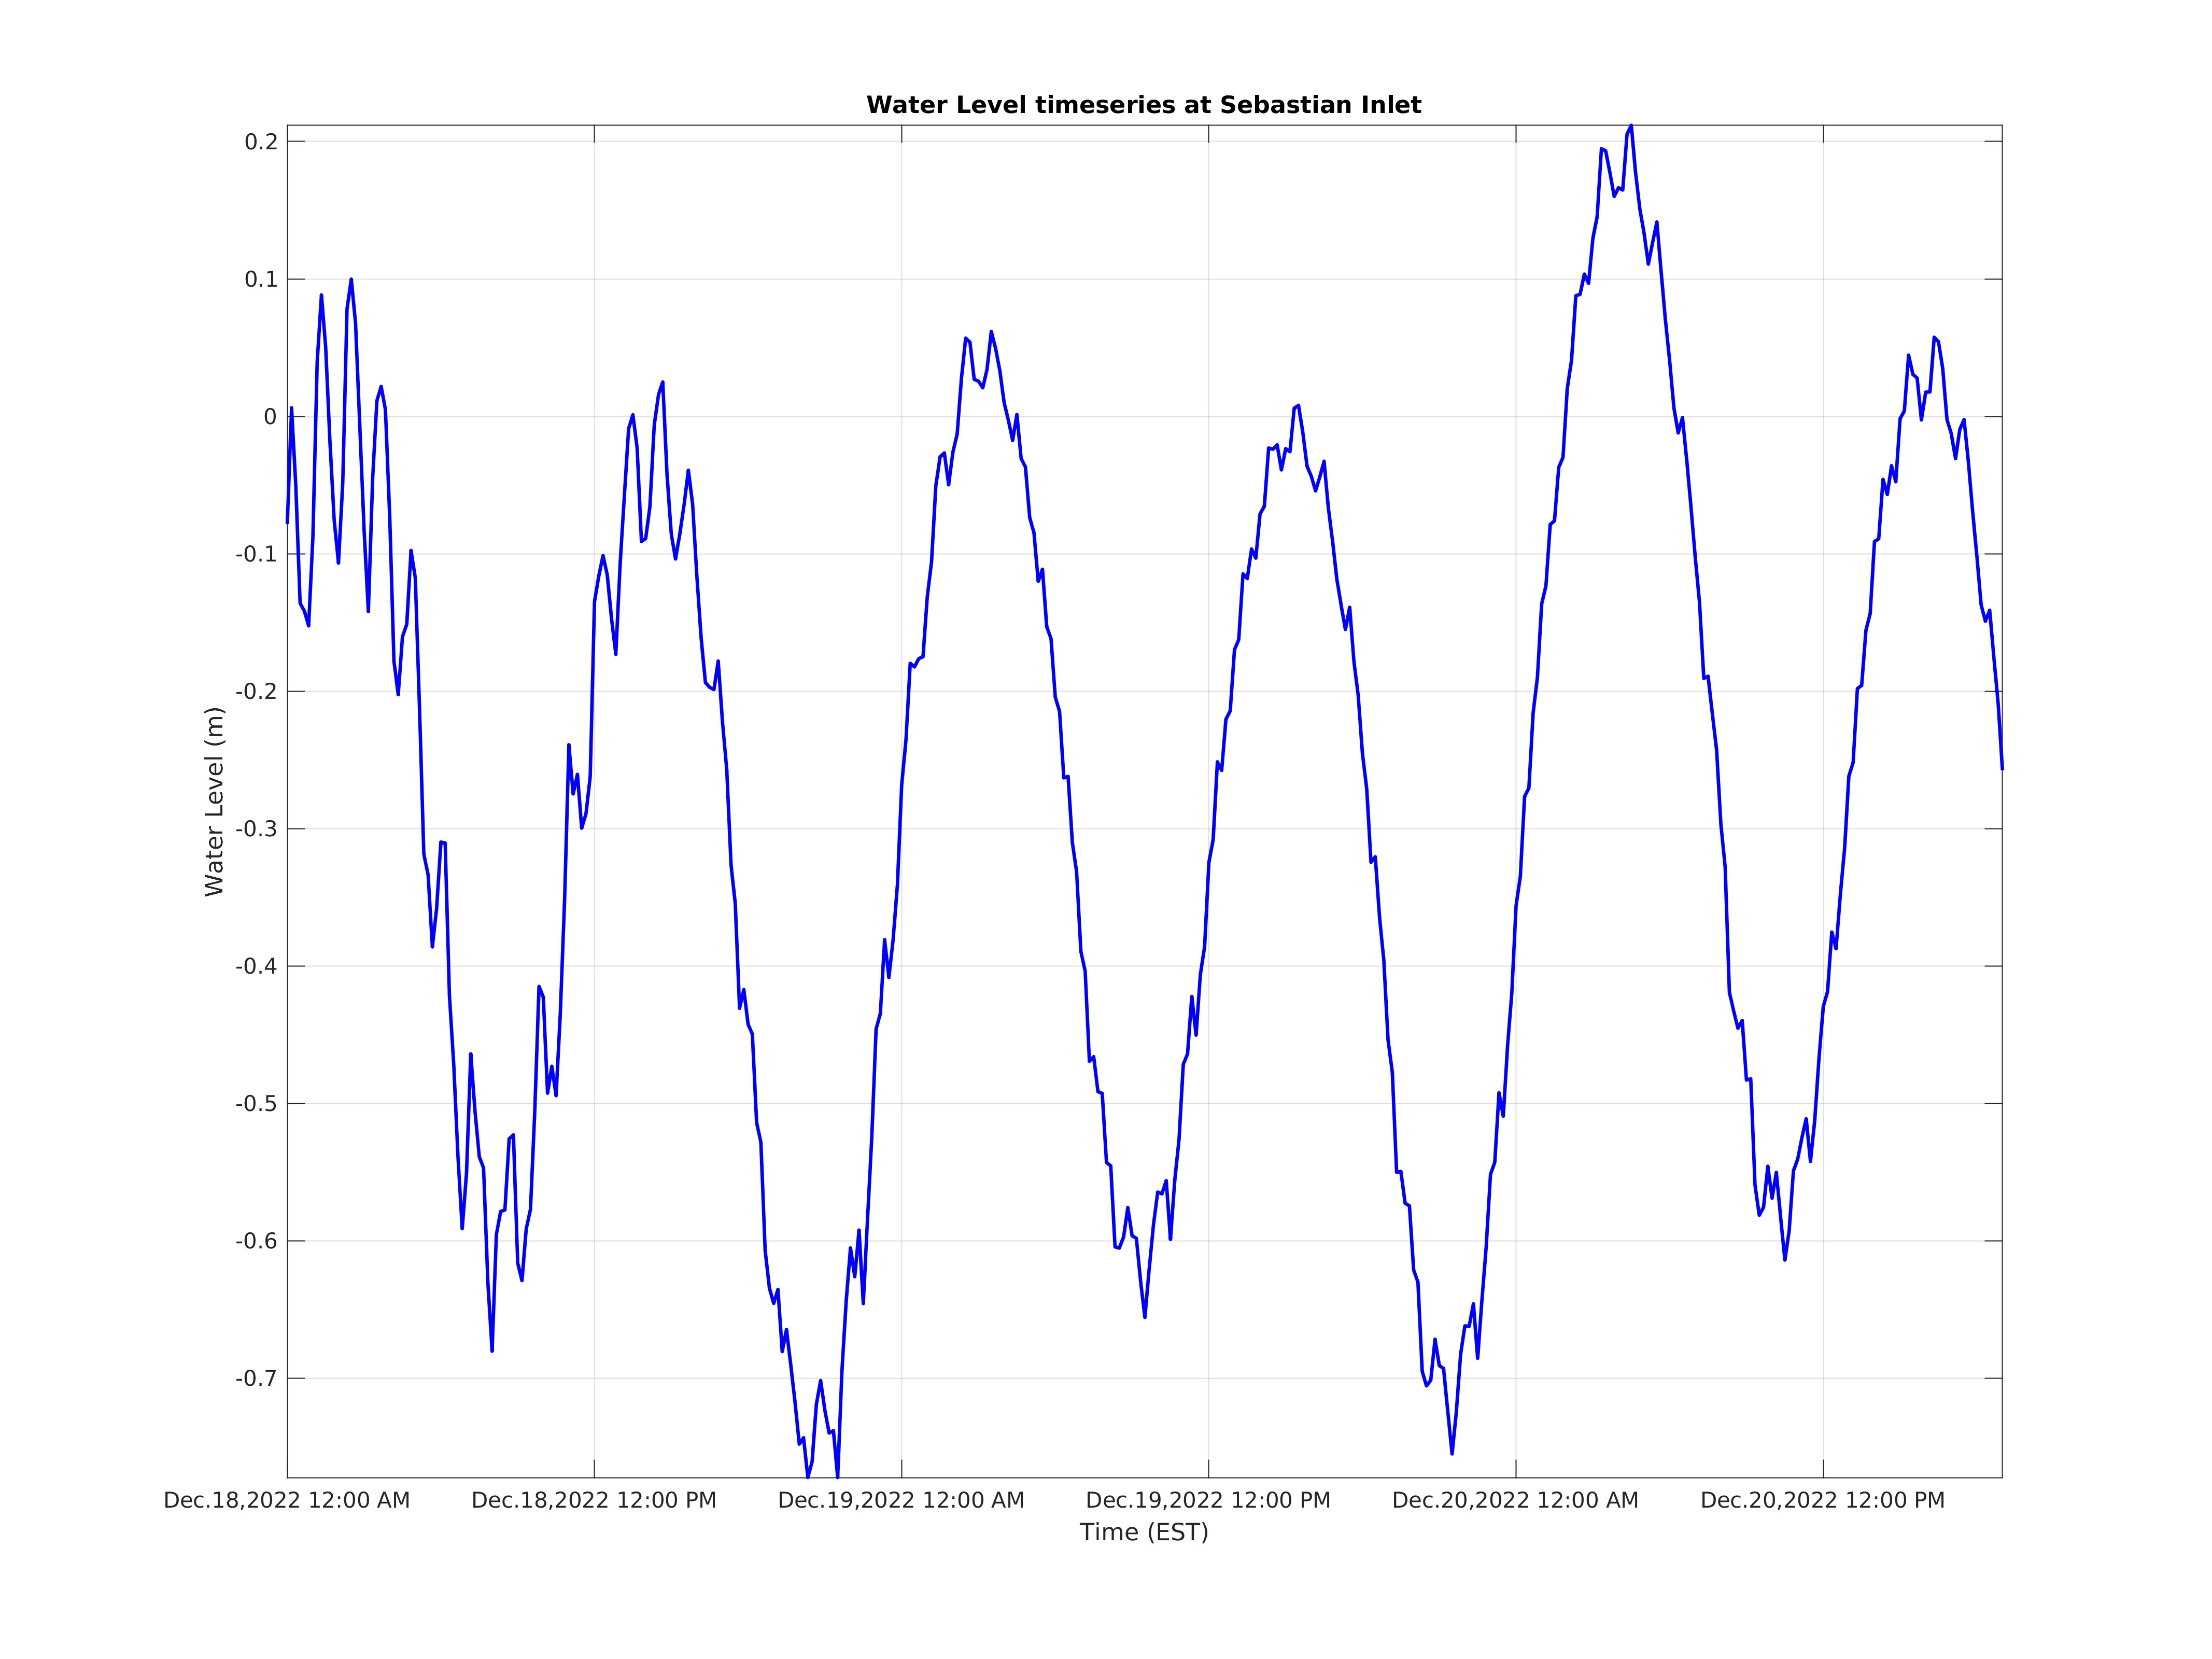 Water Level timeseries at Sebastian Inlet
0.2
0.1
0
-0.1
-0.2
-0.3
-0.4
-0.5
-0.6
-0.7
Water Level (m)
Dec.18,2022 12:00 AM
Dec.18,2022 12:00 PM
Dec.19,2022 12:00 AM
Dec.19,2022 12:00 PM
Dec.20,2022 12:00 AM
Dec.20,2022 12:00 PM
Time (EST)